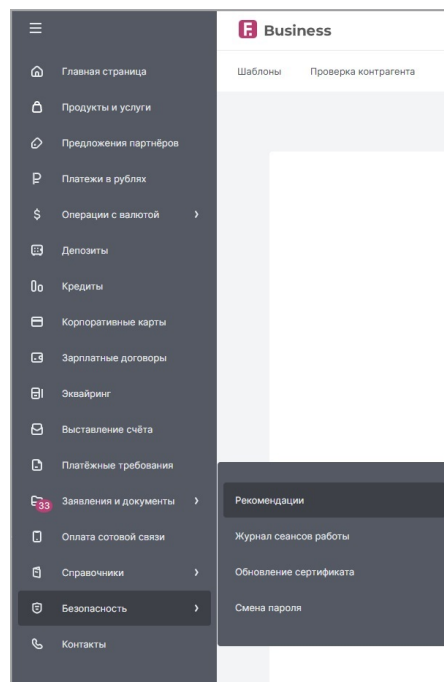 F. Business
Шаблоны Проверка контрагента
Главная страница
Продукты и услуги
Предложения партнёров
Платежи в рублях
Операции с валютой
Депозиты
Кредиты
Корпоративные карты
Зарплатные договоры
Эквайринг
Выставление счёта
Платёжные требования
33 Заявления и документы
Оплата сотовой связи
Справочники
Безопасность
Контакты
Рекомендации
Журнал сеансов работы
Обновление сертификата
Смена пароля